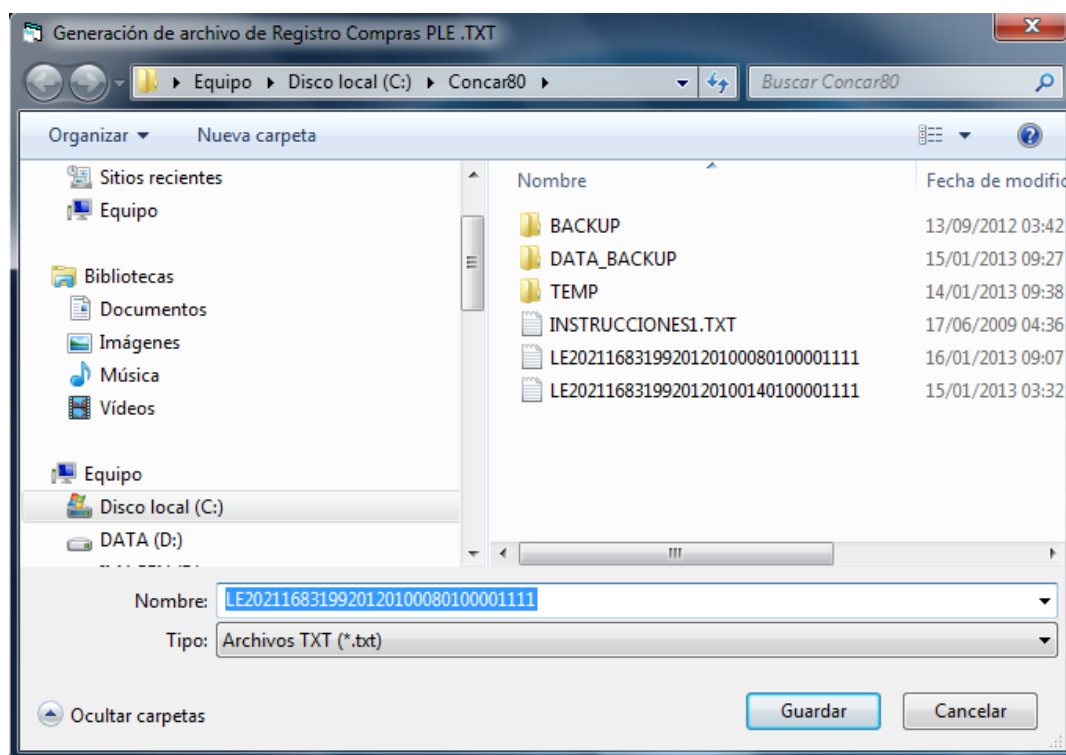 Generación de archivo de Registro Compras PLE .TXT
Equipo Disco local (C:) Concar80 Buscar Concar80
Organizar Nueva carpeta
Sitios recientes
Equipo
Bibliotecas
Documentos
Imágenes
Música
Vídeos
Equipo
Disco local (C:)
DATA (D:)
Nombre Fecha de modific
BACKUP 13/09/2012 03:42
DATA_BACKUP 15/01/2013 09:27
TEMP 14/01/2013 09:38
INSTRUCCIONES1.TXT 17/06/2009 04:36
LE2021168319920120100080100001111 16/01/2013 09:07
LE2021168319920120100140100001111 15/01/2013 03:32
Nombre: LE2021168319920120100080100001111
Tipo: Archivos TXT (*.txt)
Ocultar carpetas Guardar Cancelar